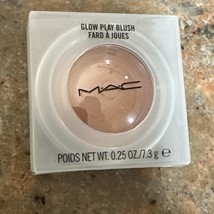 GLOW PLAY BLUSH
FARD À JOUES
MAC
POIDS NET WT. 0.25 OZ./7.3 g ℮